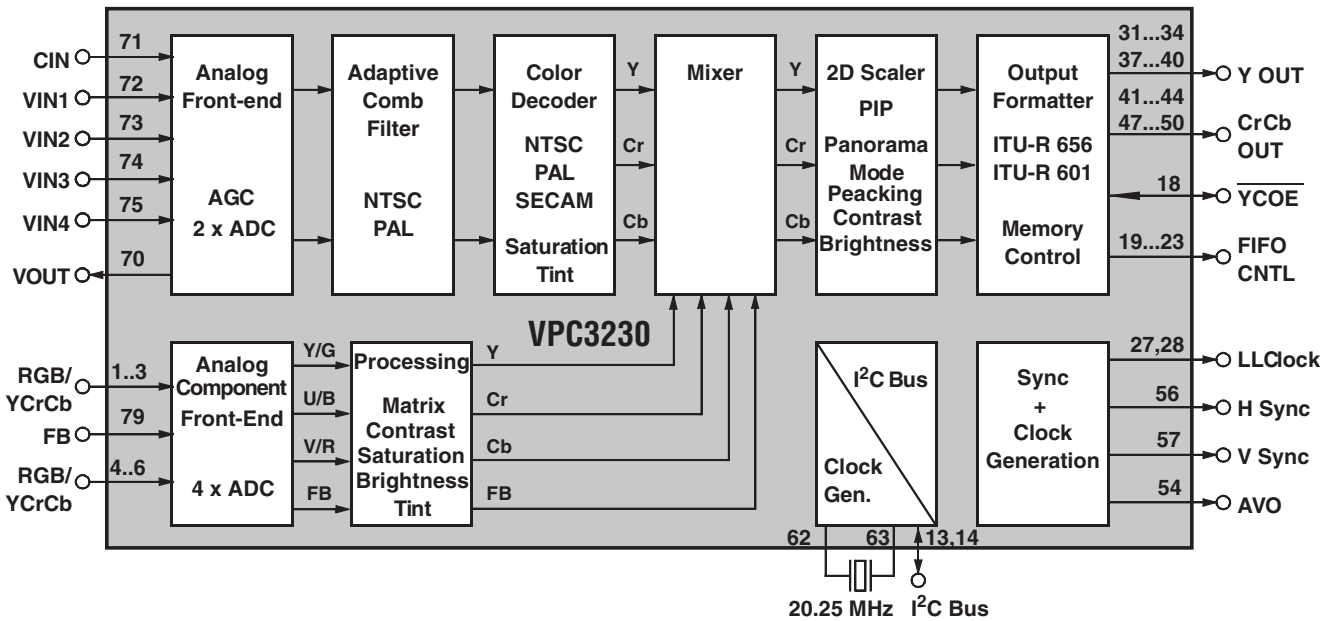 CIN
VIN1
VIN2
VIN3
VIN4
VOUT
71
72
73
74
75
70
Analog
Front-end
AGC
2 x ADC
Adaptive
Comb
Filter
NTSC
PAL
Color
Decoder
NTSC
PAL
SECAM
Saturation
Tint
Y
Cr
Cb
Mixer
Y
Cr
Cb
2D Scaler
PIP
Panorama
Mode
Peacking
Contrast
Brightness
Output
Formatter
ITU-R 656
ITU-R 601
Memory
Control
31...34
37...40
Y OUT
41...44
47...50
CrCb
OUT
18
YCOE
19...23
FIFO
CNTL
VPC3230
RGB/
YCrCb
1..3
FB
79
RGB/
YCrCb
4..6
Analog
Component
Front-End
4 x ADC
Y/G
U/B
V/R
FB
Processing
Matrix
Contrast
Saturation
Brightness
Tint
Y
Cr
Cb
FB
I²C Bus
Clock
Gen.
62
63
13,14
20.25 MHz
I²C Bus
Sync
+
Clock
Generation
27,28
LLClock
56
H Sync
57
V Sync
54
AVO